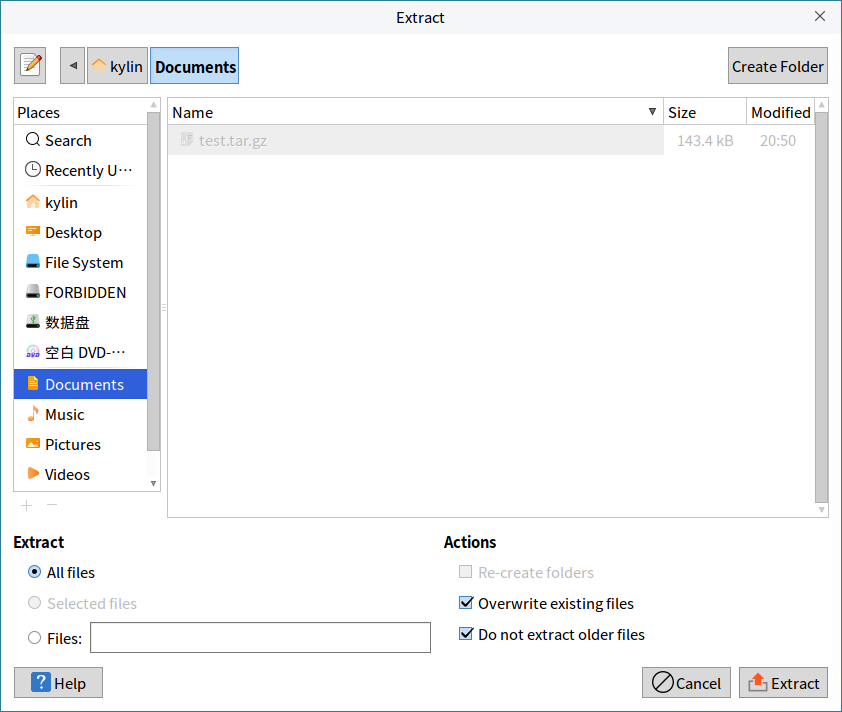 Extract
kylin
Documents
Create Folder
Places
Name
Size
Modified
Search
test.tar.gz
143.4 kB
20:50
Recently U···
kylin
Desktop
File System
FORBIDDEN
数据盘
空白 DVD-···
Documents
Music
Pictures
Videos
Extract
Actions
All files
Re-create folders
Selected files
Overwrite existing files
Files:
Do not extract older files
Help
Cancel
Extract